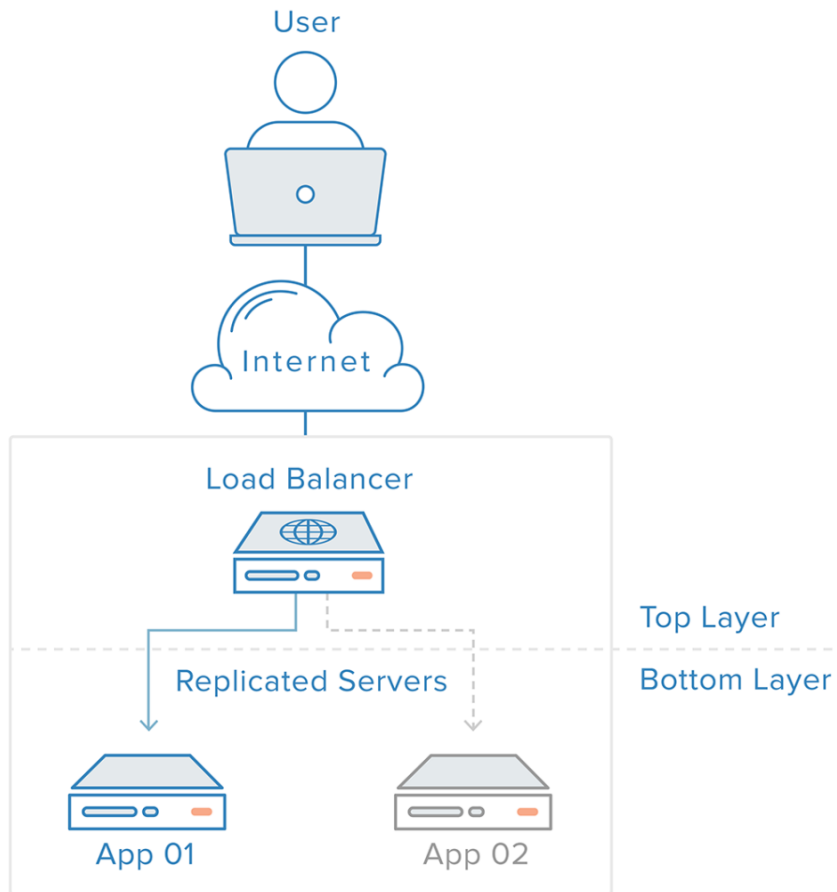 User
Internet
Load Balancer
Top Layer
Replicated Servers
Bottom Layer
App 01
App 02